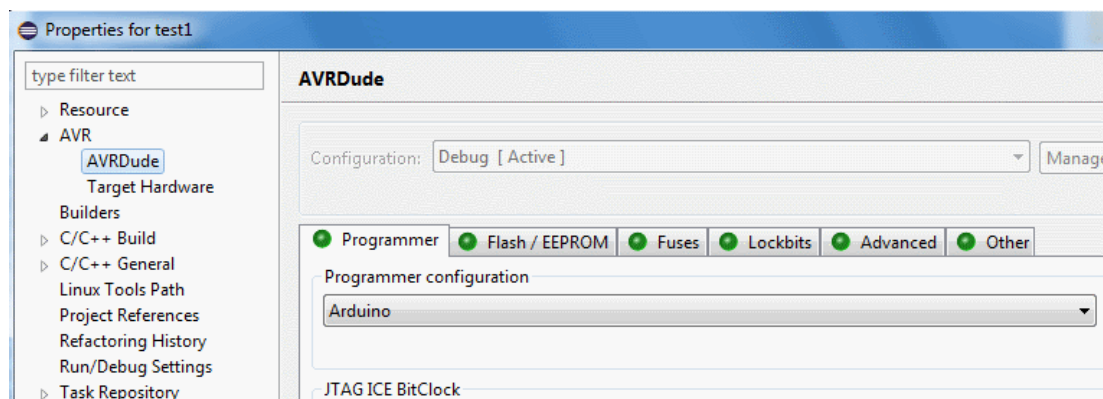 Properties for test1
type filter text
Resource
AVR
AVRDude
Target Hardware
Builders
C/C++ Build
C/C++ General
Linux Tools Path
Project References
Refactoring History
Run/Debug Settings
Task Repository
AVRDude
Configuration: Debug [ Active ]
Programmer Flash / EEPROM Fuses Lockbits Advanced Other
Programmer configuration
Arduino
JTAG ICE BitClock